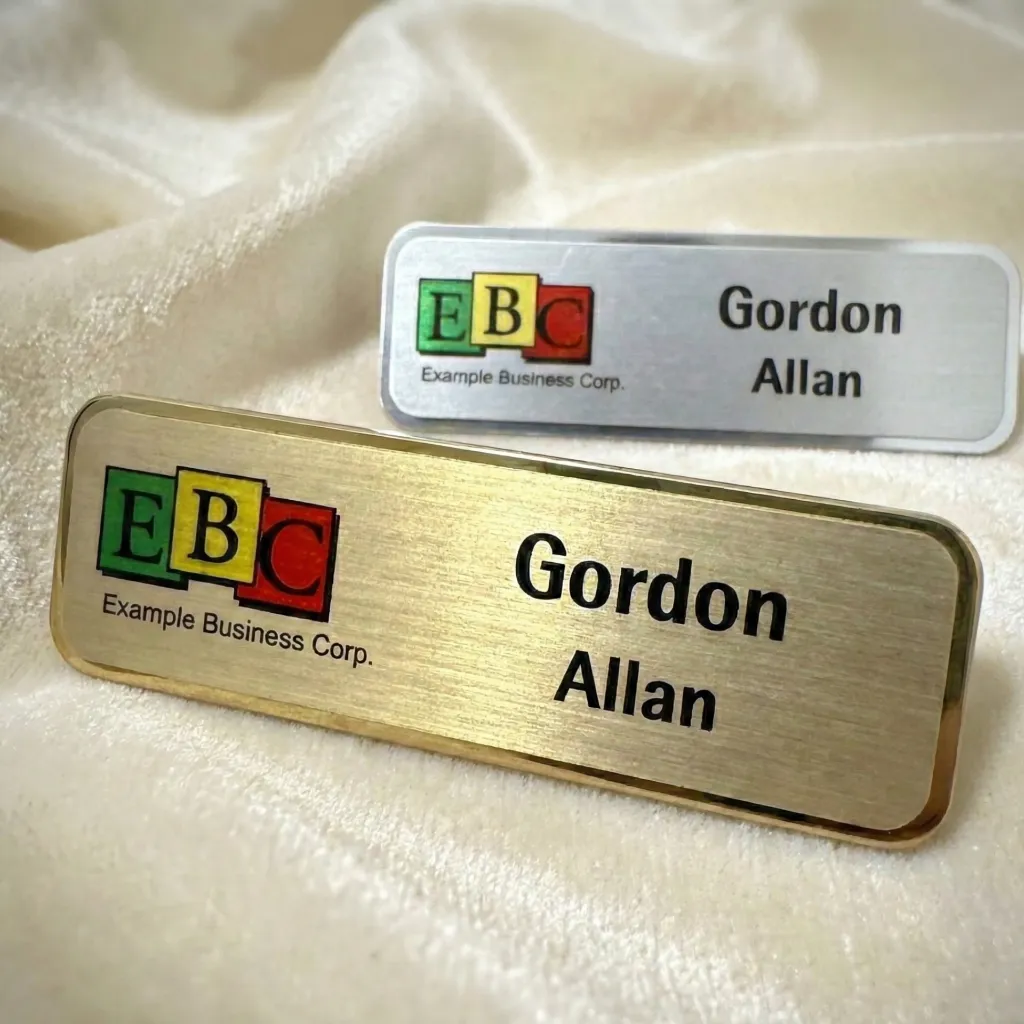 EBC
Example Business Corp.
Gordon
Allan
EBC
Example Business Corp.
Gordon
Allan